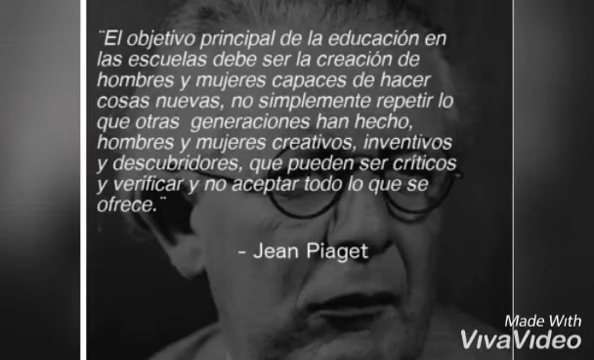 ¨El objetivo principal de la educación en
las escuelas debe ser la creación de
hombres y mujeres capaces de hacer
cosas nuevas, no simplemente repetir lo
que otras generaciones han hecho,
hombres y mujeres creativos, inventivos
y descubridores, que pueden ser críticos
y verificar y no aceptar todo lo que se
ofrece.¨
- Jean Piaget
Made With
VivaVideo